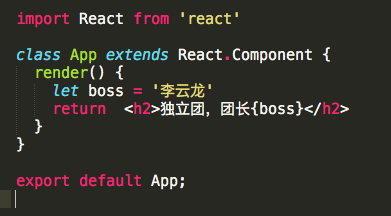 import React from 'react'
class App extends React.Component {
render() {
let boss = '李云龙'
return <h2>独立团，团长{boss}</h2>
}
}
export default App;